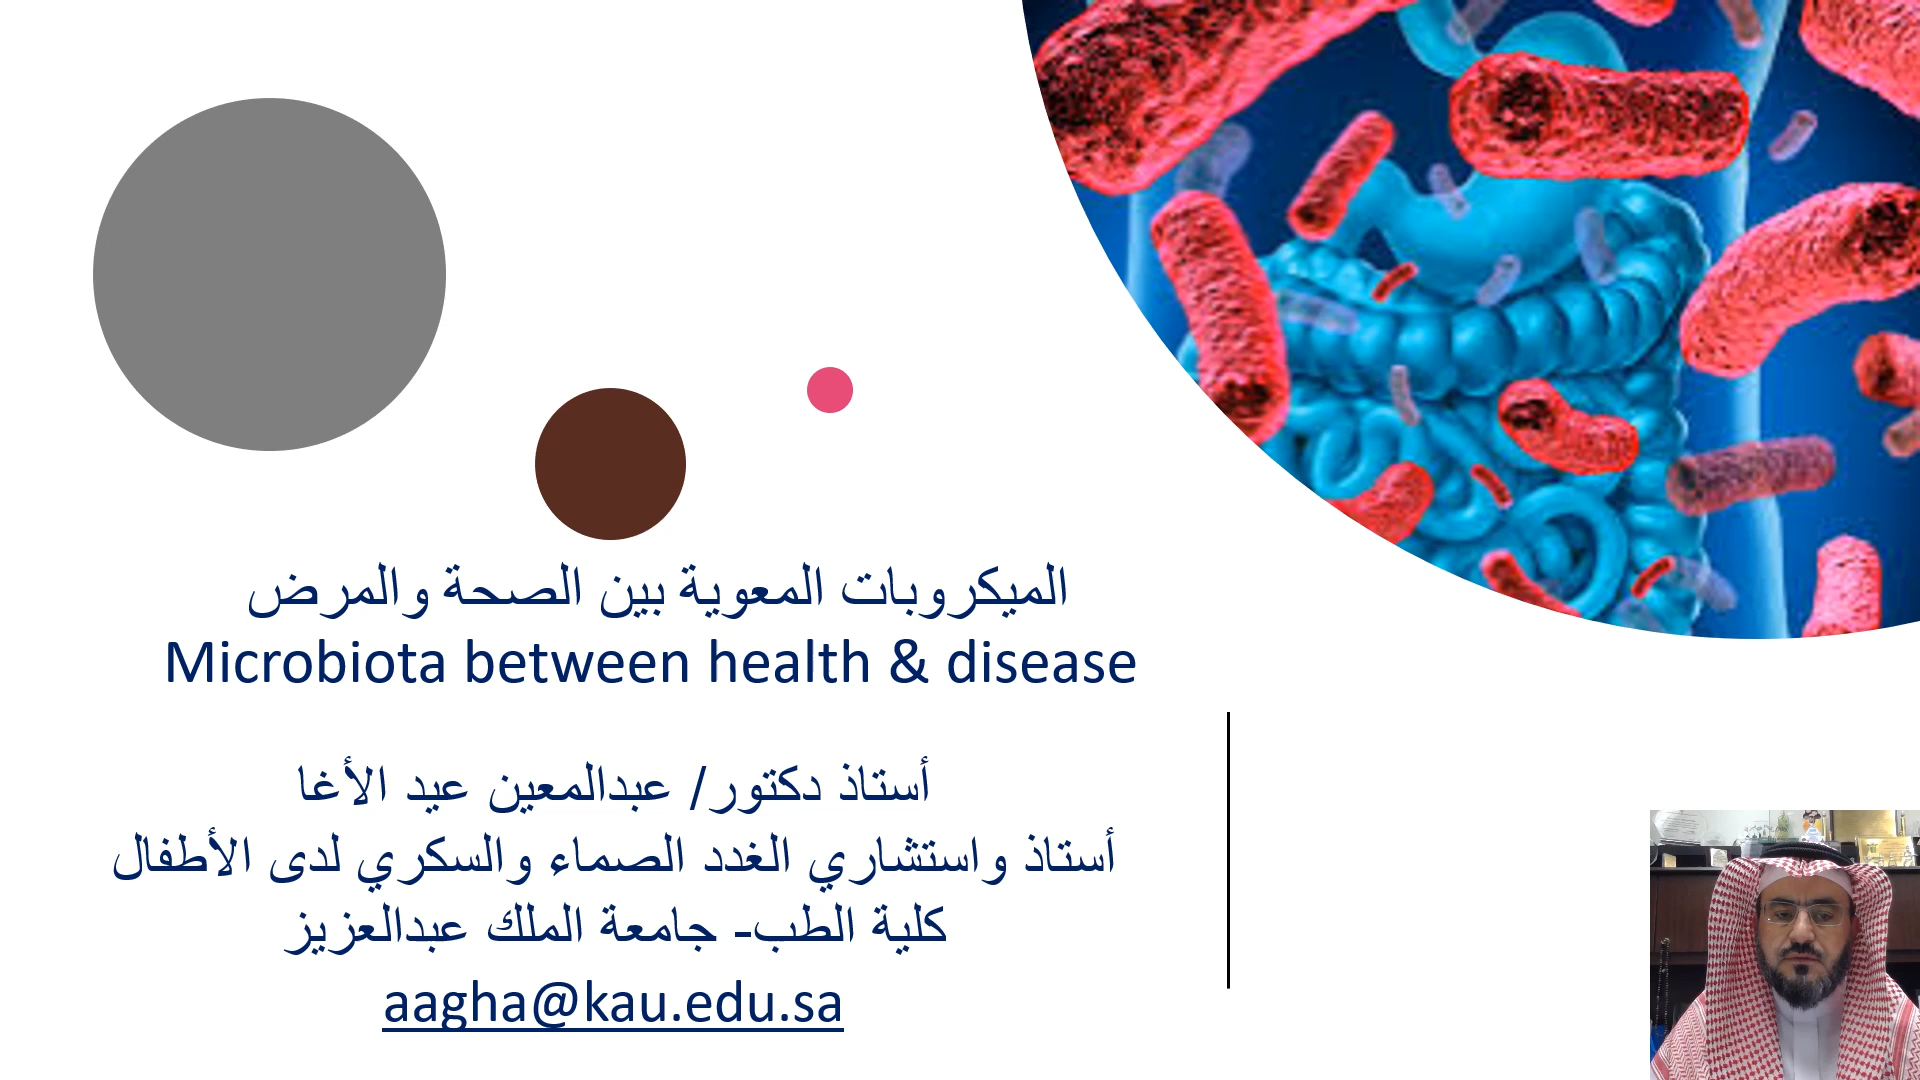 الميكروبات المعوية بين الصحة والمرض
Microbiota between health & disease
أستاذ دكتور/ عبدالمعين عيد الأغا
أستاذ واستشاري الغدد الصماء والسكري لدى الأطفال
كلية الطب- جامعة الملك عبدالعزيز
aagha@kau.edu.sa